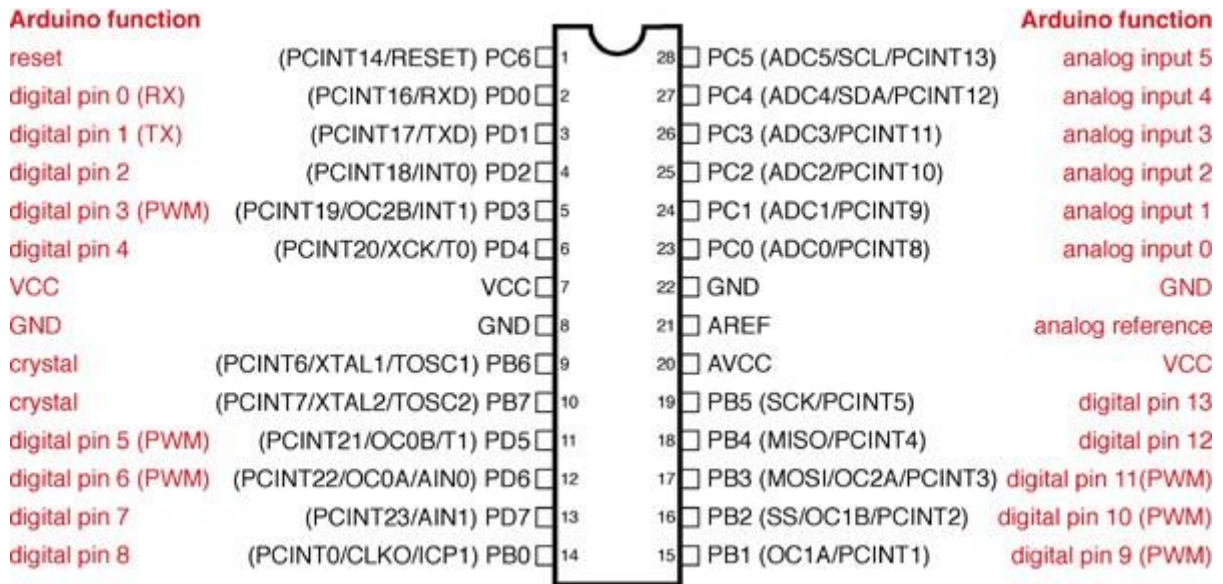 Arduino function Arduino function
reset (PCINT14/RESET) PC6 1 28 PC5 (ADC5/SCL/PCINT13) analog input 5
digital pin 0 (RX) (PCINT16/RXD) PD0 2 27 PC4 (ADC4/SDA/PCINT12) analog input 4
digital pin 1 (TX) (PCINT17/TXD) PD1 3 26 PC3 (ADC3/PCINT11) analog input 3
digital pin 2 (PCINT18/INT0) PD2 4 25 PC2 (ADC2/PCINT10) analog input 2
digital pin 3 (PWM) (PCINT19/OC2B/INT1) PD3 5 24 PC1 (ADC1/PCINT9) analog input 1
digital pin 4 (PCINT20/XCK/T0) PD4 6 23 PC0 (ADC0/PCINT8) analog input 0
VCC VCC 7 22 GND GND
GND GND 8 21 AREF analog reference
crystal (PCINT6/XTAL1/TOSC1) PB6 9 20 AVCC VCC
crystal (PCINT7/XTAL2/TOSC2) PB7 10 19 PB5 (SCK/PCINT5) digital pin 13
digital pin 5 (PWM) (PCINT21/OC0B/T1) PD5 11 18 PB4 (MISO/PCINT4) digital pin 12
digital pin 6 (PWM) (PCINT22/OC0A/AIN0) PD6 12 17 PB3 (MOSI/OC2A/PCINT3) digital pin 11(PWM)
digital pin 7 (PCINT23/AIN1) PD7 13 16 PB2 (SS/OC1B/PCINT2) digital pin 10 (PWM)
digital pin 8 (PCINT0/CLKO/ICP1) PB0 14 15 PB1 (OC1A/PCINT1) digital pin 9 (PWM)